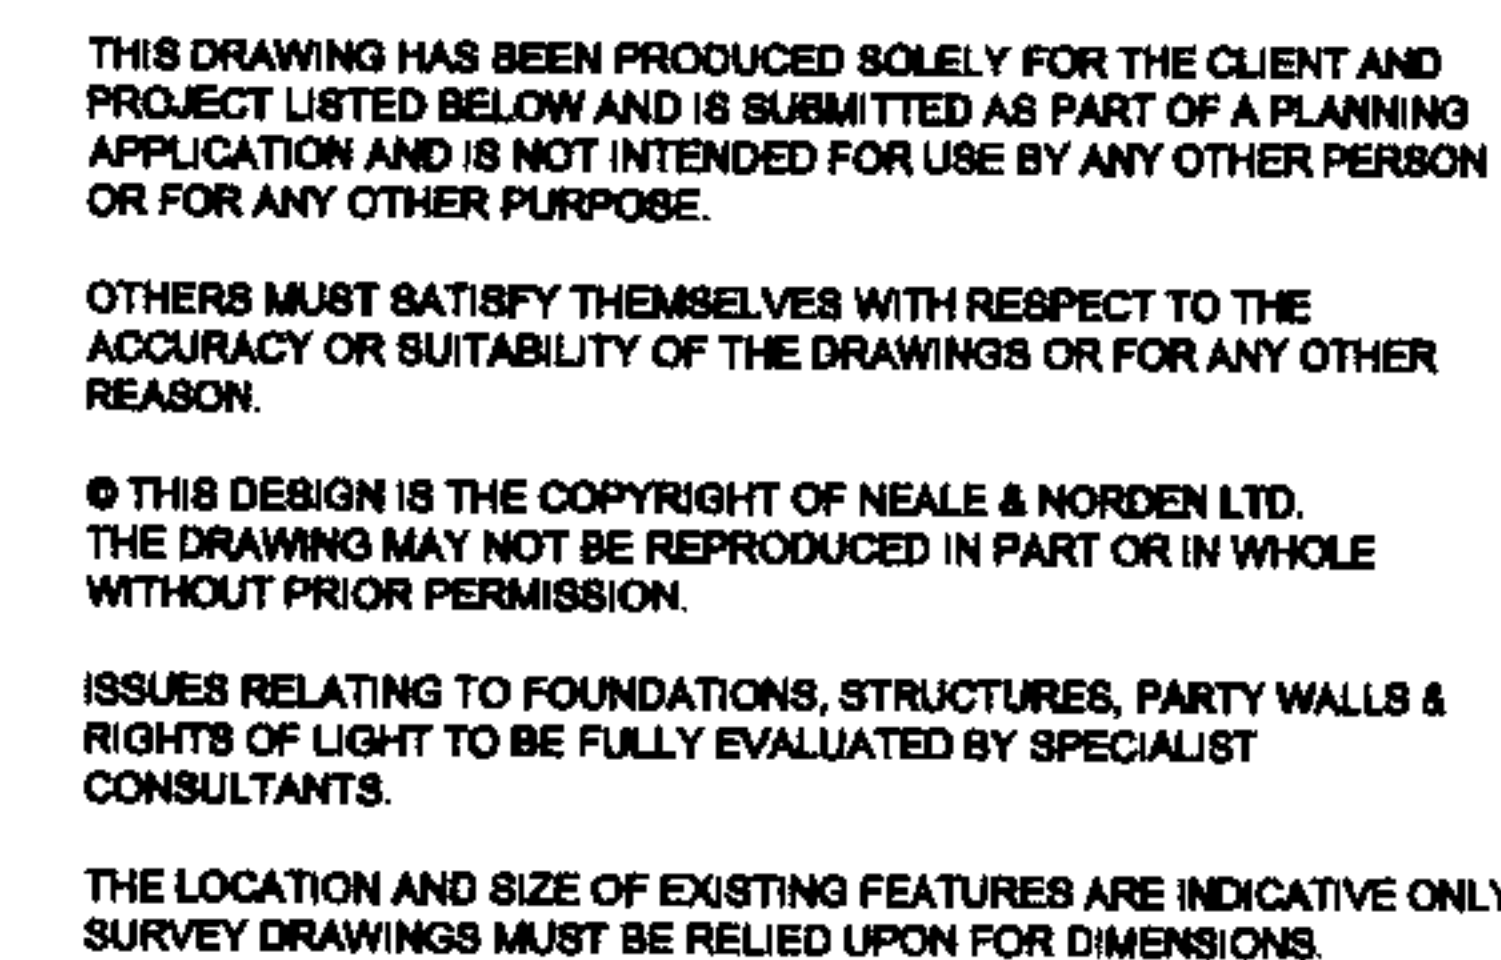 THIS DRAWING HAS BEEN PRODUCED SOLELY FOR THE CLIENT AND
PROJECT LISTED BELOW AND IS SUBMITTED AS PART OF A PLANNING
APPLICATION AND IS NOT INTENDED FOR USE BY ANY OTHER PERSON
OR FOR ANY OTHER PURPOSE.
OTHERS MUST SATISFY THEMSELVES WITH RESPECT TO THE
ACCURACY OR SUITABILITY OF THE DRAWINGS OR FOR ANY OTHER
REASON.
© THIS DESIGN IS THE COPYRIGHT OF NEALE & NORDEN LTD.
THE DRAWING MAY NOT BE REPRODUCED IN PART OR IN WHOLE
WITHOUT PRIOR PERMISSION.
ISSUES RELATING TO FOUNDATIONS, STRUCTURES, PARTY WALLS &
RIGHTS OF LIGHT TO BE FULLY EVALUATED BY SPECIALIST
CONSULTANTS.
THE LOCATION AND SIZE OF EXISTING FEATURES ARE INDICATIVE ONLY
SURVEY DRAWINGS MUST BE RELIED UPON FOR DIMENSIONS.